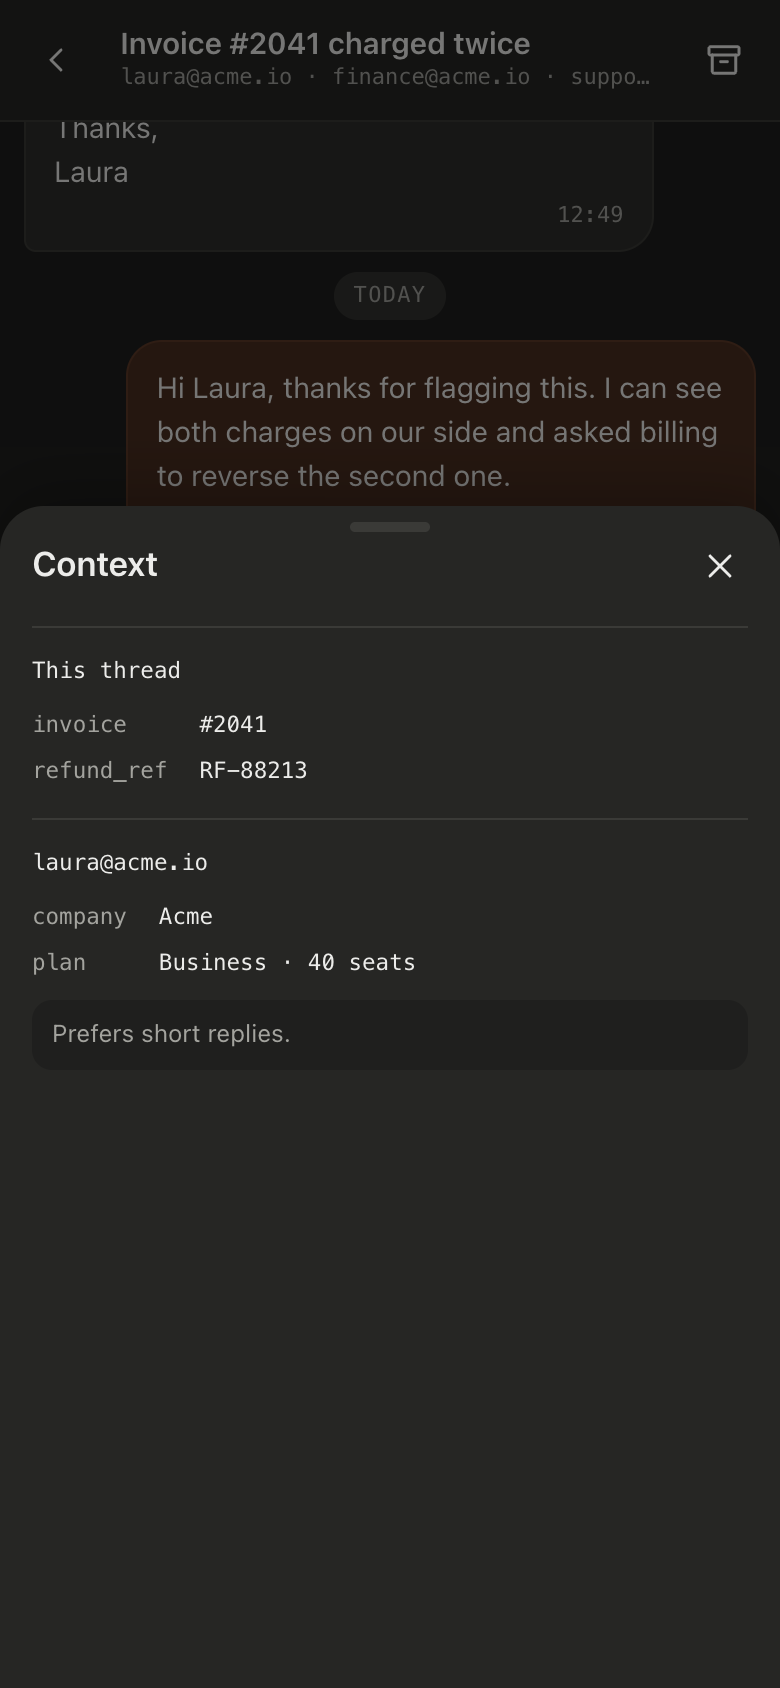 Invoice #2041 charged twice
laura@acme.io · finance@acme.io · suppo…
Thanks,
Laura
12:49
TODAY
Hi Laura, thanks for flagging this. I can see
both charges on our side and asked billing
to reverse the second one.
Context
This thread
invoice #2041
refund_ref RF–88213
laura@acme.io
company Acme
plan Business · 40 seats
Prefers short replies.